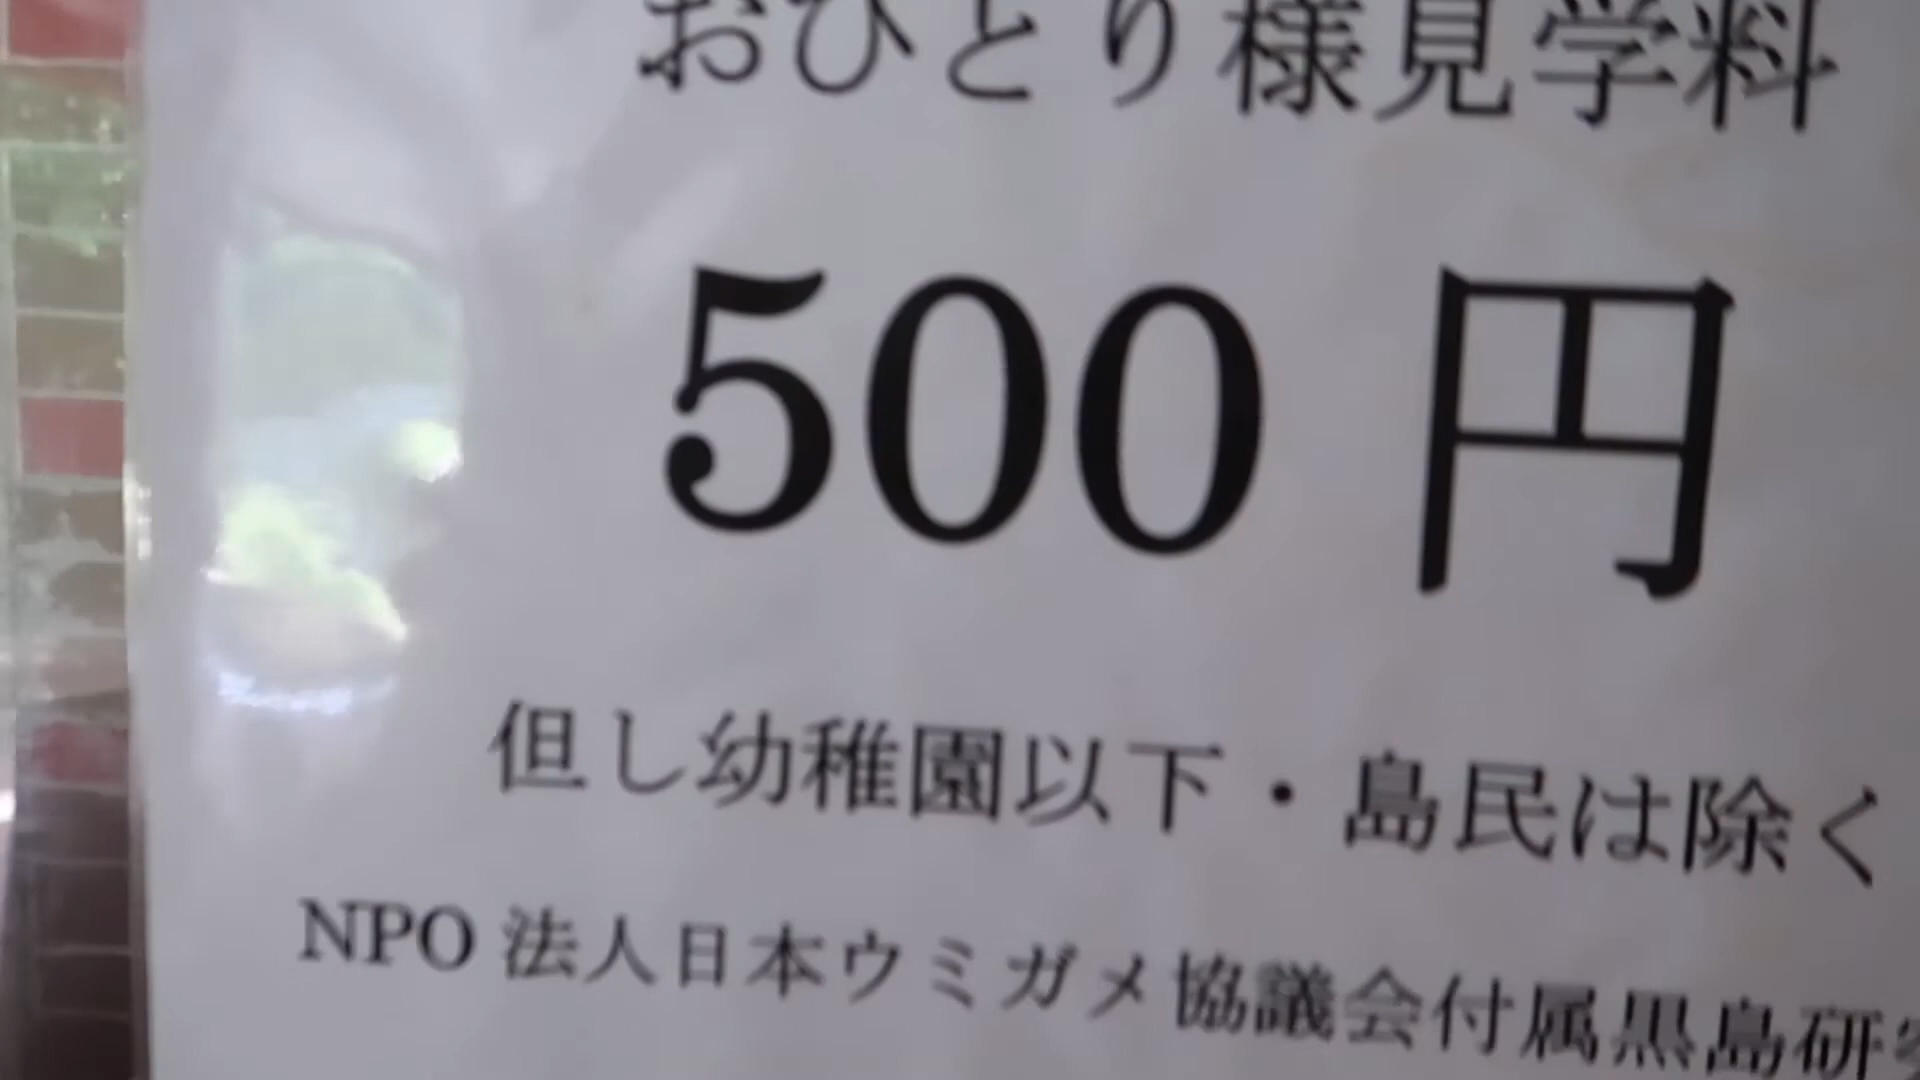 おひとり様見学料
500 円
但し幼稚園以下・島民は除く
NPO 法人日本ウミガメ協議会付属黒島研